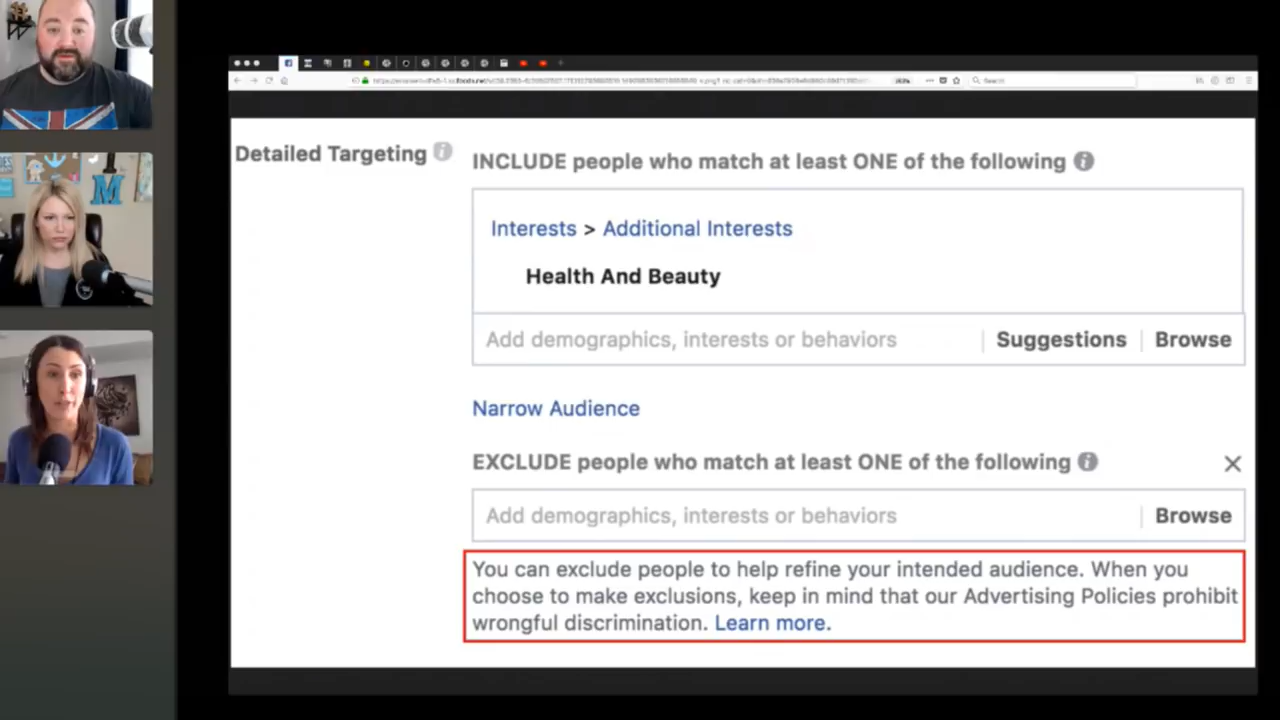 Detailed Targeting
INCLUDE people who match at least ONE of the following
Interests > Additional Interests
Health And Beauty
Add demographics, interests or behaviors
Suggestions
Browse
Narrow Audience
EXCLUDE people who match at least ONE of the following
Add demographics, interests or behaviors
Browse
You can exclude people to help refine your intended audience. When you
choose to make exclusions, keep in mind that our Advertising Policies prohibit
wrongful discrimination. Learn more.
M
Search